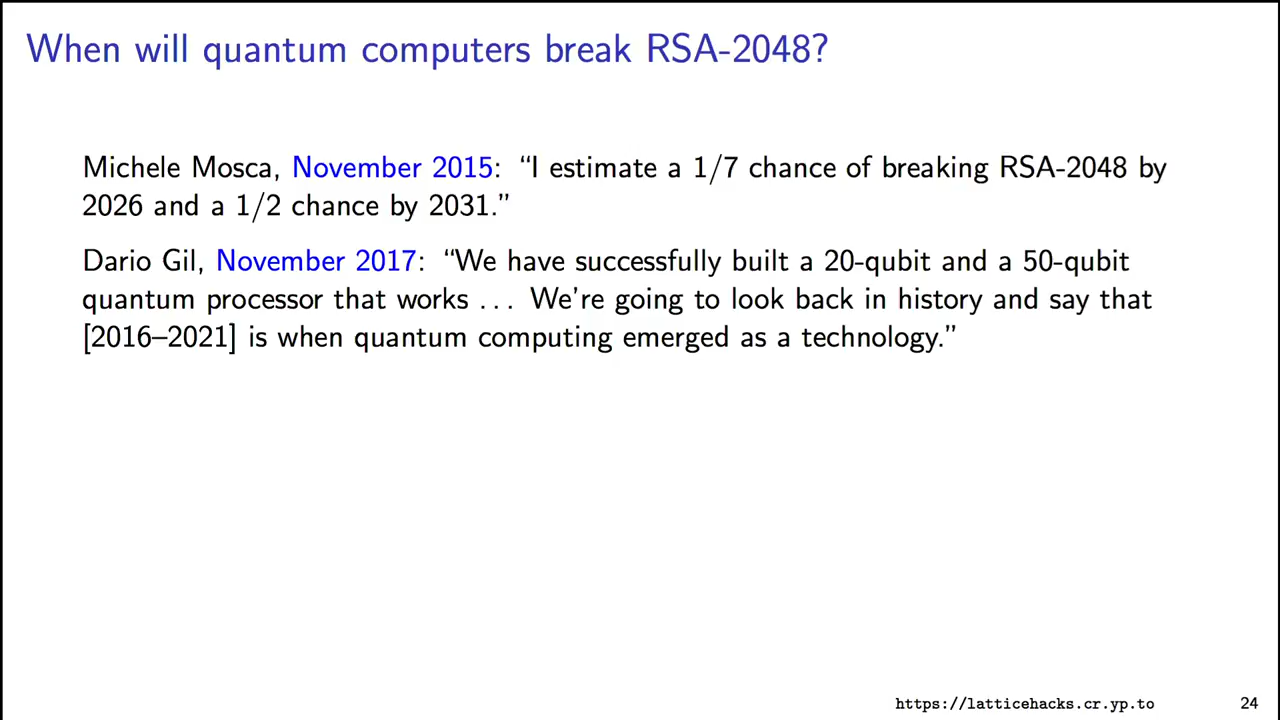 When will quantum computers break RSA-2048?
Michele Mosca, November 2015: “I estimate a 1/7 chance of breaking RSA-2048 by
2026 and a 1/2 chance by 2031.”
Dario Gil, November 2017: “We have successfully built a 20-qubit and a 50-qubit
quantum processor that works ... We’re going to look back in history and say that
[2016–2021] is when quantum computing emerged as a technology.”
https://latticehacks.cr.yp.to 24